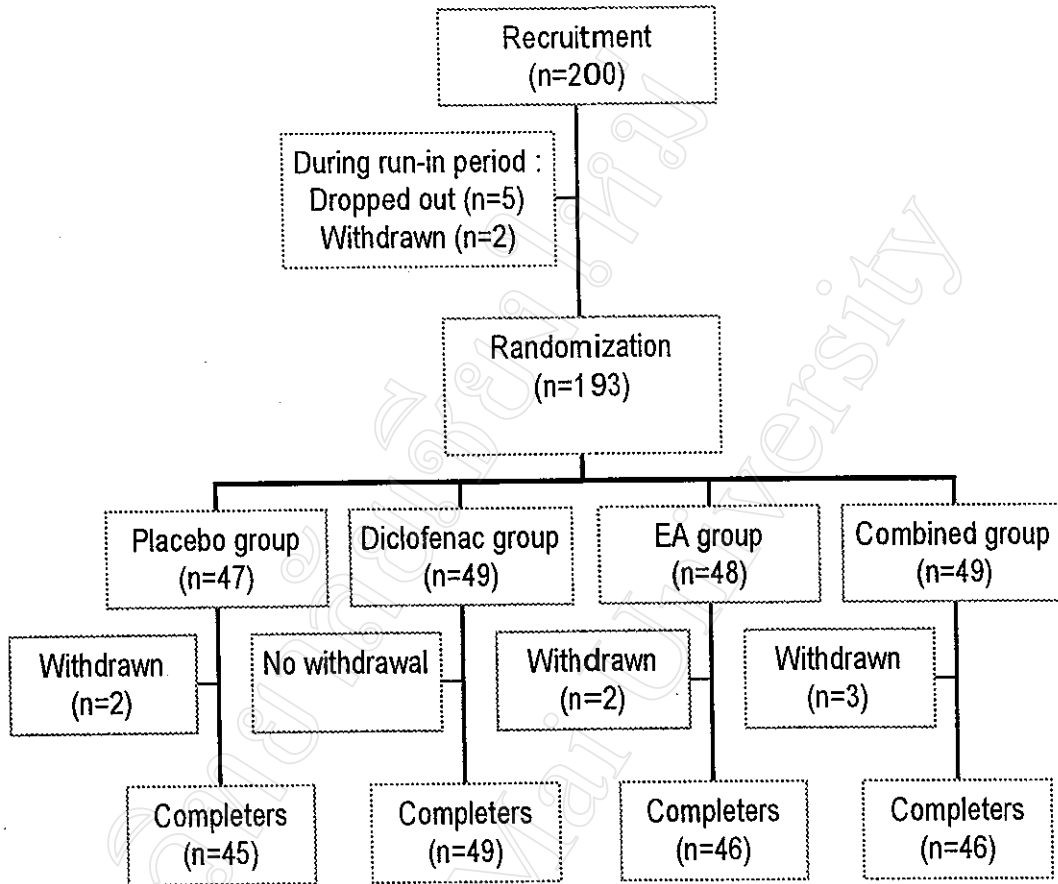 Recruitment
(n=200)
During run-in period :
Dropped out (n=5)
Withdrawn (n=2)
Randomization
(n=193)
Placebo group
(n=47)
Diclofenac group
(n=49)
EA group
(n=48)
Combined group
(n=49)
Withdrawn
(n=2)
No withdrawal
Withdrawn
(n=2)
Withdrawn
(n=3)
Completers
(n=45)
Completers
(n=49)
Completers
(n=46)
Completers
(n=46)
Mai University